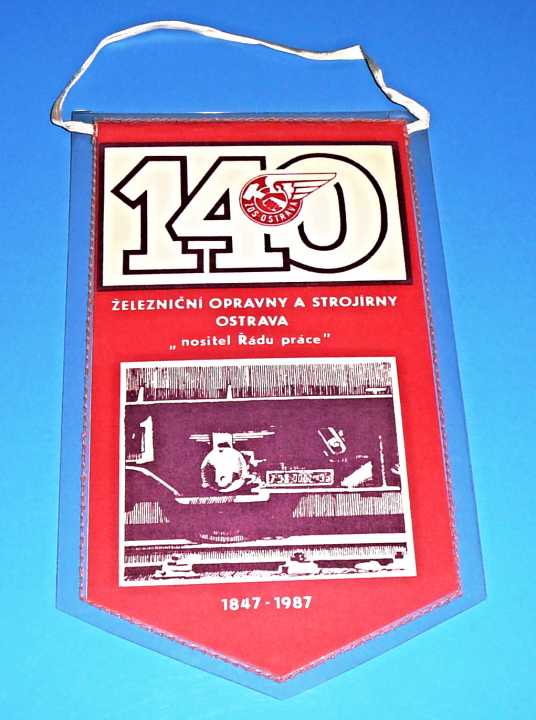 140
ŽOS-OSTRAVA
ŽELEZNIČNÍ OPRAVNY A STROJÍRNY
OSTRAVA
„nositel Řádu práce"
1847 - 1987